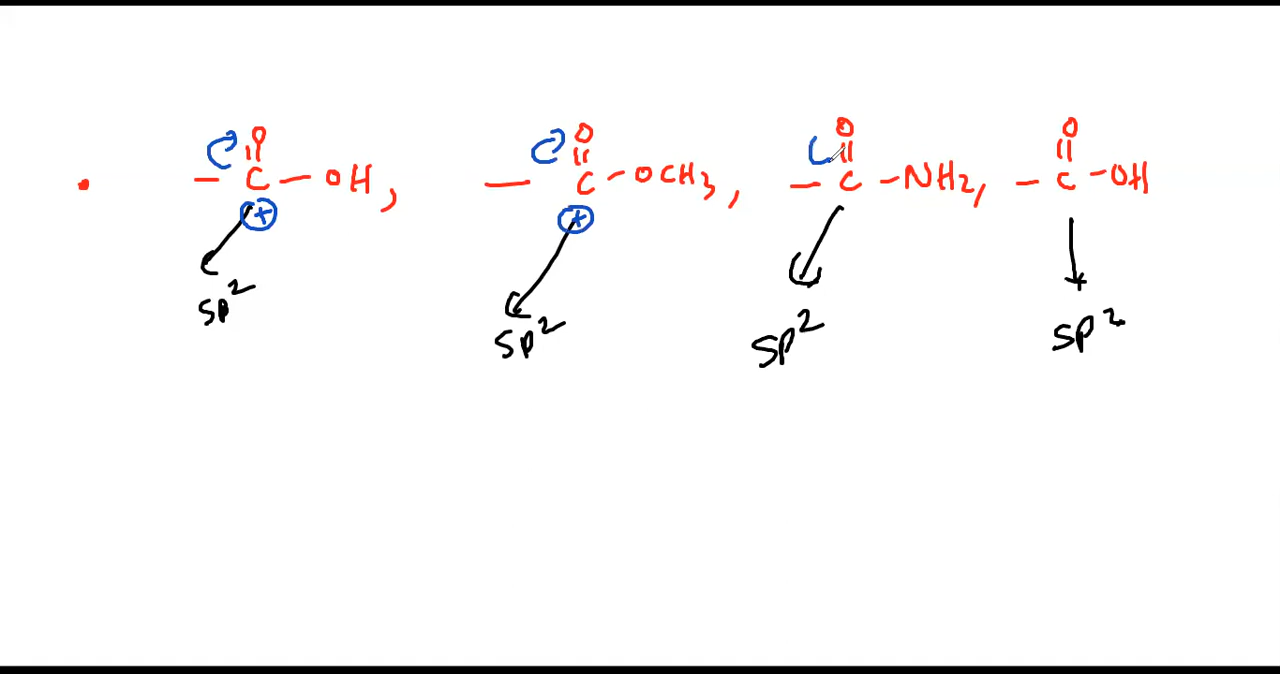 O O O O
— C — OH, — C — OCH3, — C — NH2, — C — OH
+ +
sp² sp² sp² sp²